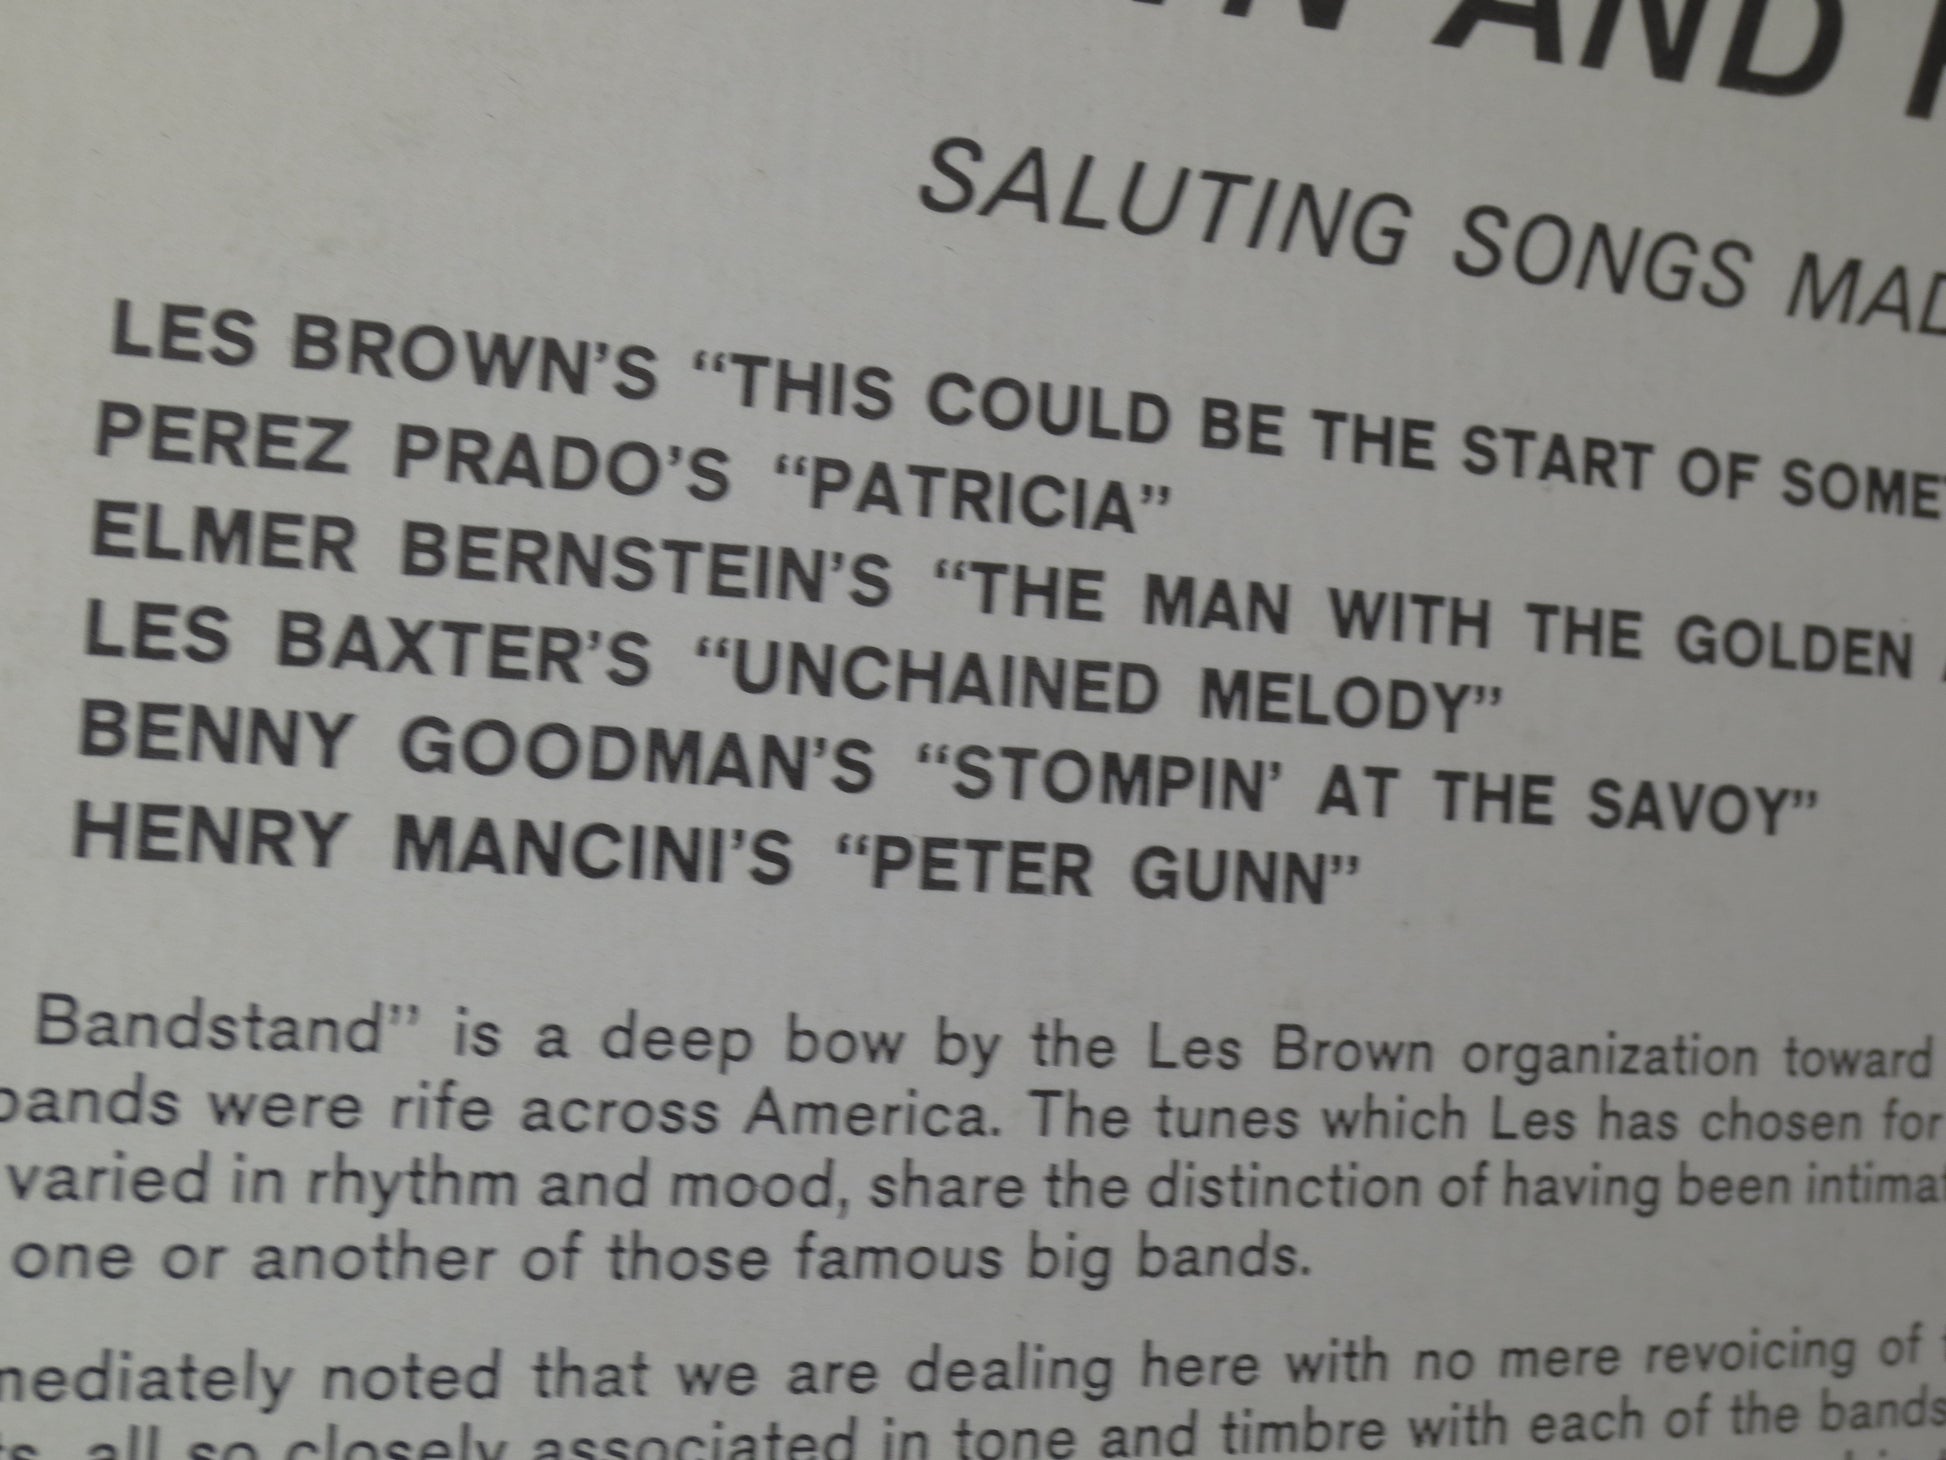 AND
SALUTING SONGS
LES BROWN'S “THIS COULD BE THE START OF
PEREZ PRADO'S “PATRICIA”
ELMER BERNSTEIN'S “THE MAN WITH THE GOLDEN
LES BAXTER'S “UNCHAINED MELODY”
BENNY GOODMAN'S “STOMPIN' AT THE SAVOY”
HENRY MANCINI'S “PETER GUNN”
Bandstand” is a deep bow by the Les Brown organization toward
bands were rife across America. The tunes which Les has chosen for
varied in rhythm and mood, share the distinction of having been
one or another of those famous big bands.
noted that we are dealing here with no mere revoicing of
all so closely associated in tone and timbre with each of the bands